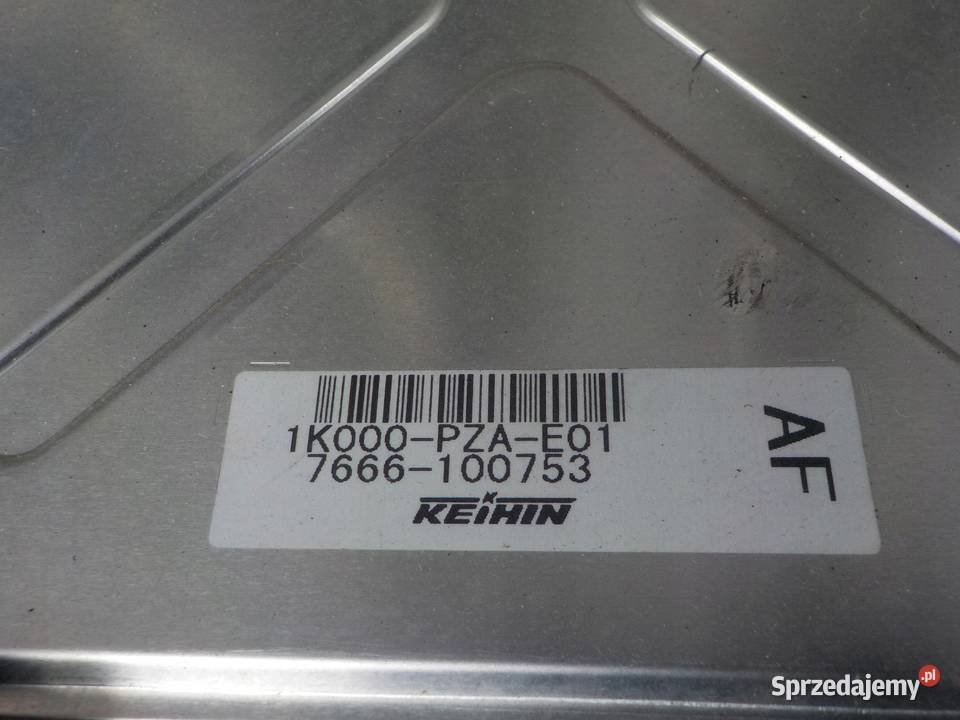 1K000-PZA-E01
7666-100753
KEIHIN
AF
Sprzedajemy.pl